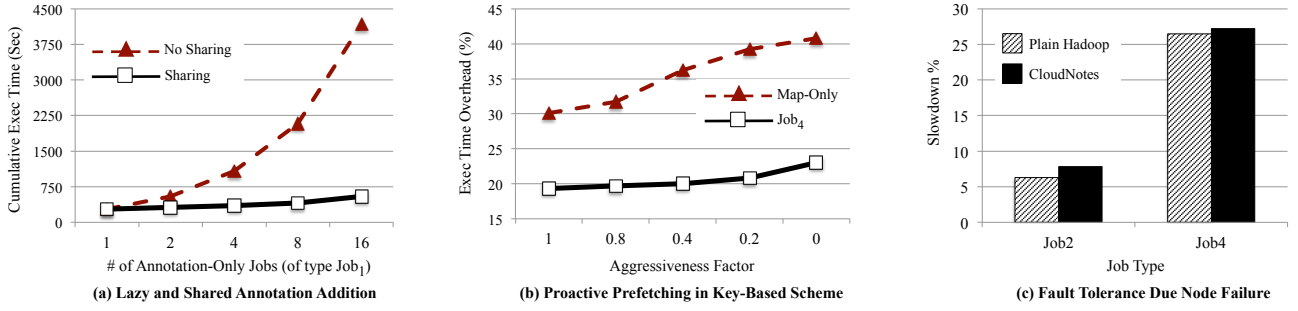 Cumulative Exec Time (Sec)
4500
3750
4000
2250
1500
750
0
No Sharing
Sharing
1 2 4 8 16
# of Annotation-Only Jobs (of type Job1)
(a) Lazy and Shared Annotation Addition
Exec Time Overhead (%)
45
40
35
30
25
20
15
Map-Only
Job4
1 0.8 0.4 0.2 0
Aggressiveness Factor
(b) Proactive Prefetching in Key-Based Scheme
Slowdown %
30
25
20
15
10
5
0
Plain Hadoop
CloudNotes
Job2 Job4
Job Type
(c) Fault Tolerance Due Node Failure